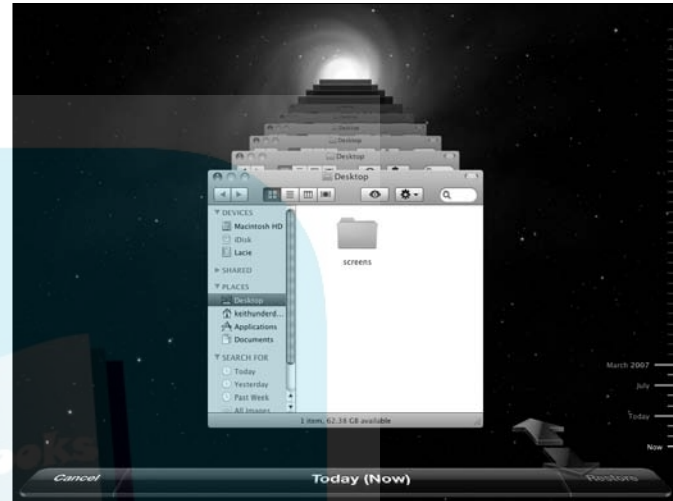 Desktop
Desktop
Desktop
DEVICES
Macintosh HD
iDisk
Lacie
SHARED
PLACES
Desktop
keithunderd...
Applications
Documents
SEARCH FOR
Today
Yesterday
Past Week
All Images
screens
1 item, 62.38 GB available
March 2007
July
Today
Now
Cancel
Today (Now)
Restore